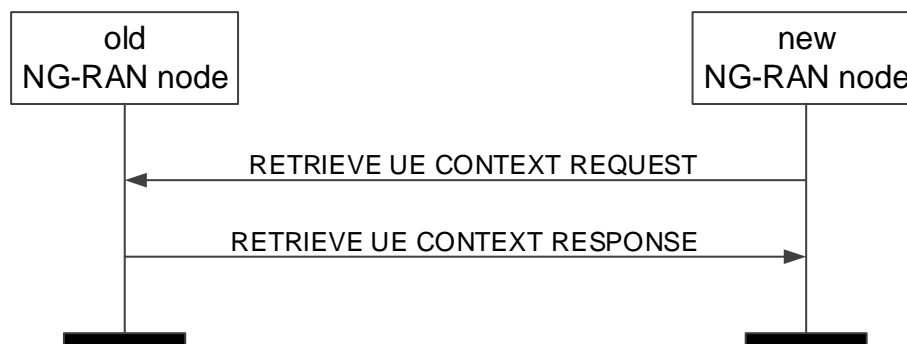 old
NG-RAN node
new
NG-RAN node
RETRIEVE UE CONTEXT REQUEST
RETRIEVE UE CONTEXT RESPONSE